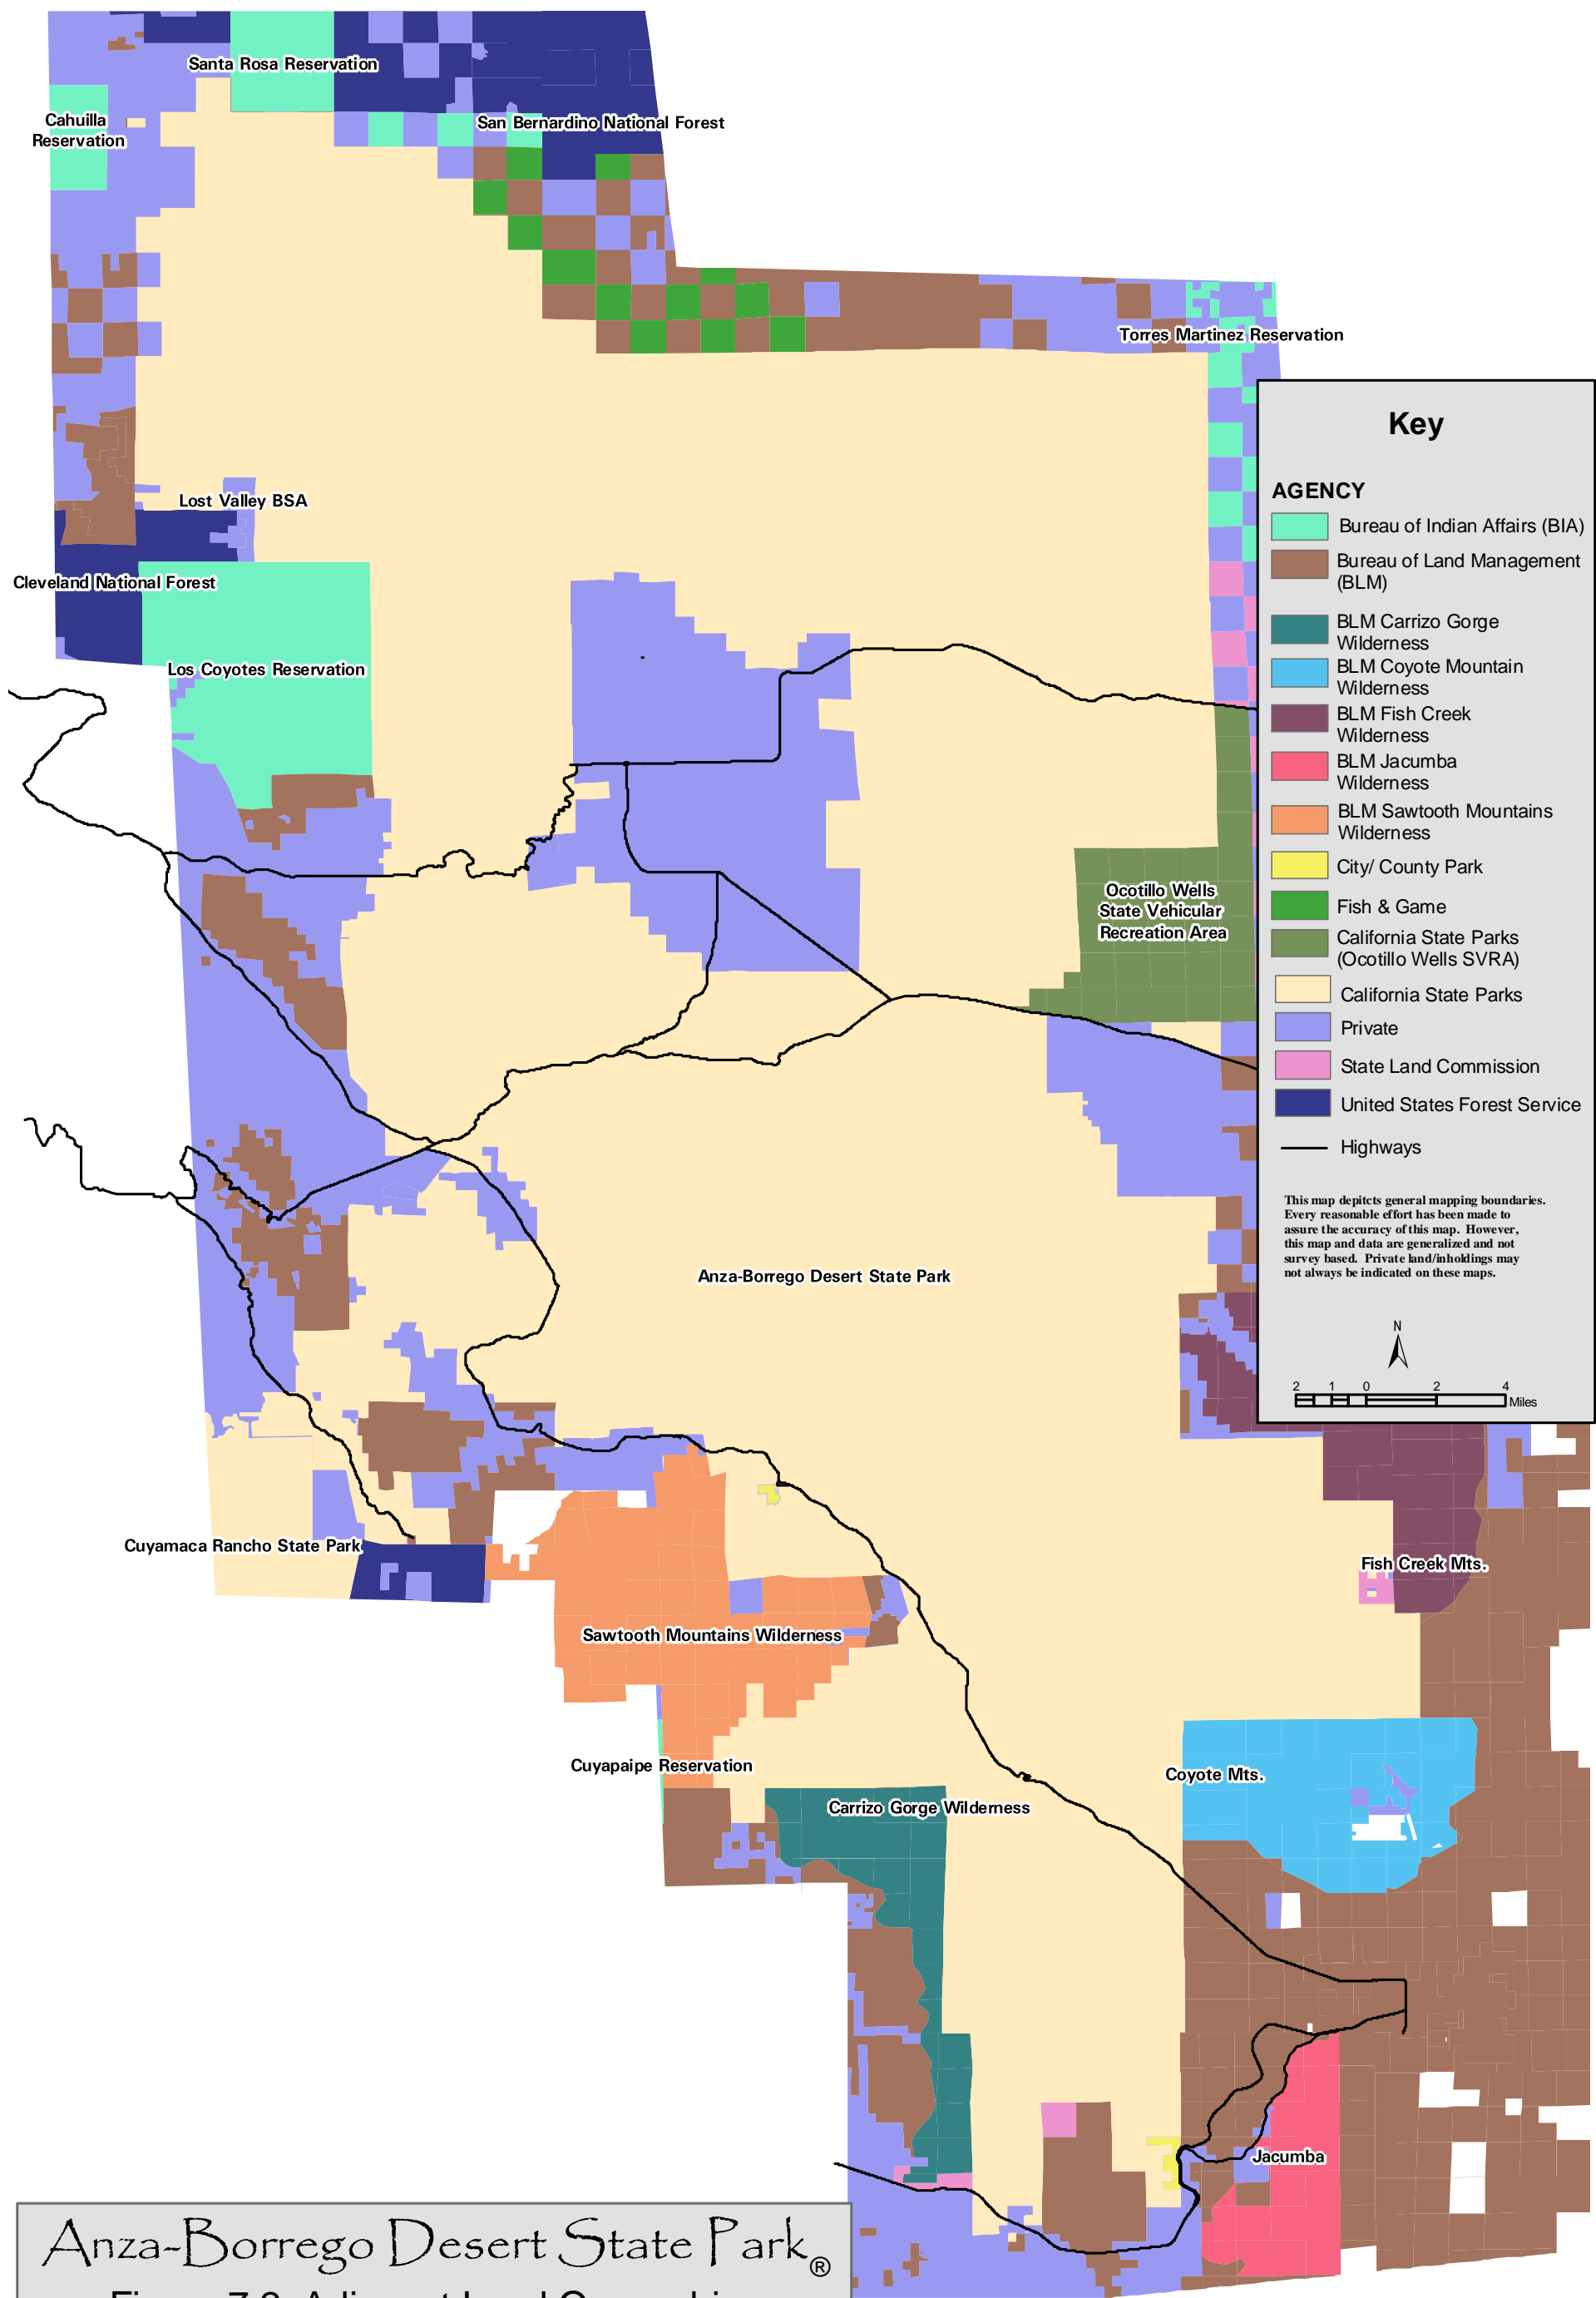 Santa Rosa Reservation
Cahuilla
Reservation
San Bernardino National Forest
Torres Martinez Reservation
Lost Valley BSA
Cleveland National Forest
Los Coyotes Reservation
Ocotillo Wells
State Vehicular
Recreation Area
Anza-Borrego Desert State Park
Cuyamaca Rancho State Park
Fish Creek Mts.
Sawtooth Mountains Wilderness
Cuyapaipe Reservation
Coyote Mts.
Carrizo Gorge Wilderness
Jacumba
Key
AGENCY
Bureau of Indian Affairs (BIA)
Bureau of Land Management
(BLM)
BLM Carrizo Gorge
Wilderness
BLM Coyote Mountain
Wilderness
BLM Fish Creek
Wilderness
BLM Jacumba
Wilderness
BLM Sawtooth Mountains
Wilderness
City/ County Park
Fish & Game
California State Parks
(Ocotillo Wells SVRA)
California State Parks
Private
State Land Commission
United States Forest Service
Highways
This map depitcts general mapping boundaries.
Every reasonable effort has been made to
assure the accuracy of this map. However,
this map and data are generalized and not
survey based. Private land/inholdings may
not always be indicated on these maps.
N
2 1 0 2 4
Miles
Anza-Borrego Desert State Park®